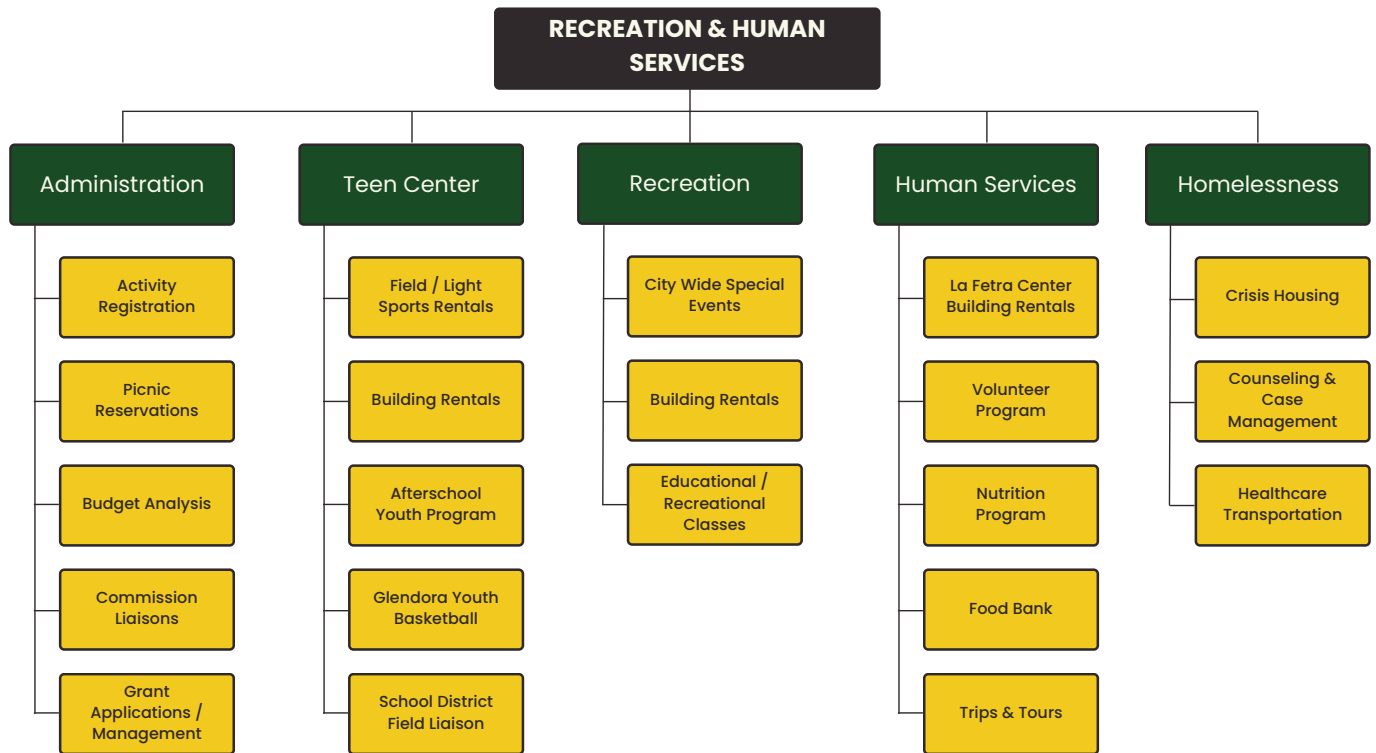 RECREATION & HUMAN
SERVICES
Administration
Teen Center
Recreation
Human Services
Homelessness
Activity
Registration
Picnic
Reservations
Budget Analysis
Commission
Liaisons
Grant
Applications /
Management
Field / Light
Sports Rentals
Building Rentals
Afterschool
Youth Program
Glendora Youth
Basketball
School District
Field Liaison
City Wide Special
Events
Building Rentals
Educational /
Recreational
Classes
La Fetra Center
Building Rentals
Volunteer
Program
Nutrition
Program
Food Bank
Trips & Tours
Crisis Housing
Counseling &
Case
Management
Healthcare
Transportation